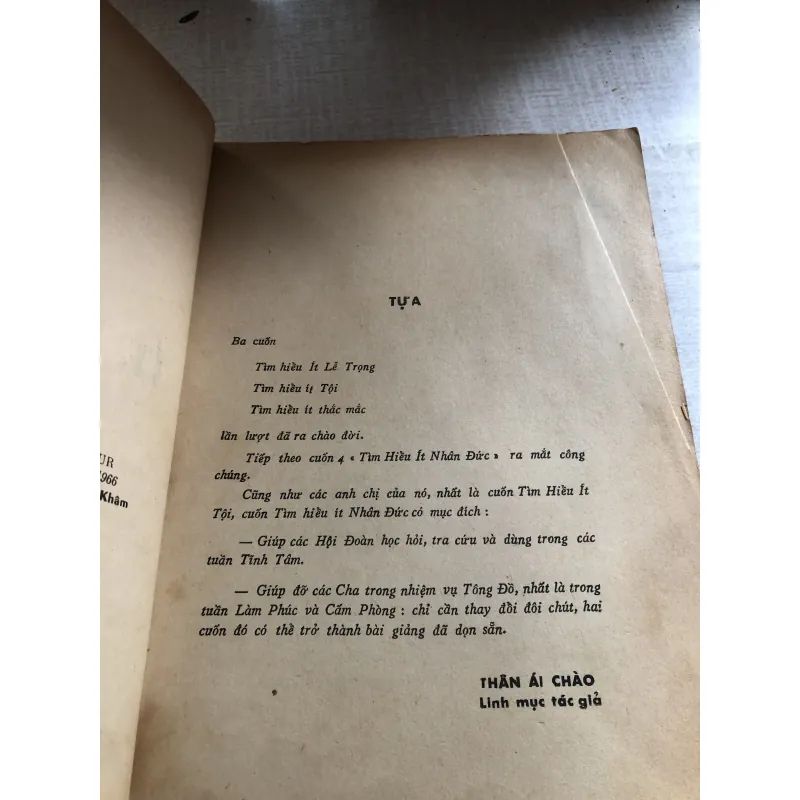 UR
1966
Khâm
TỰA
Ba cuốn
Tìm hiểu Ít Lễ Trọng
Tìm hiểu ít Tội
Tìm hiểu ít thắc mắc
lần lượt đã ra chào đời.
Tiếp theo cuốn 4 « Tìm Hiểu Ít Nhân Đức » ra mắt công
chúng.
Cũng như các anh chị của nó, nhất là cuốn Tìm Hiểu Ít
Tội, cuốn Tìm hiểu ít Nhân Đức có mục đích :
— Giúp các Hội Đoàn học hỏi, tra cứu và dùng trong các
tuần Tĩnh Tâm.
— Giúp đỡ các Cha trong nhiệm vụ Tông Đồ, nhất là trong
tuần Làm Phúc và Cấm Phòng : chỉ cần thay đổi đôi chút, hai
cuốn đó có thể trở thành bài giảng đã dọn sẵn.
THÂN ÁI CHÀO
Linh mục tác giả